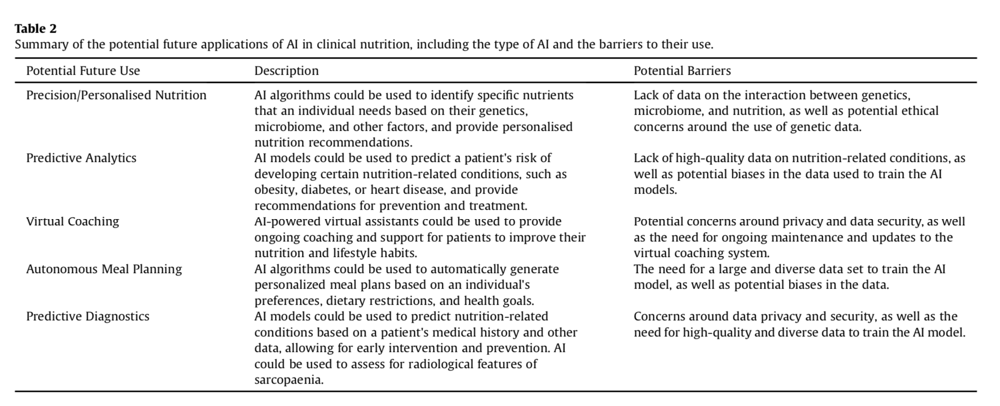 Table 2
Summary of the potential future applications of AI in clinical nutrition, including the type of AI and the barriers to their use.
Potential Future Use Description Potential Barriers
Precision/Personalised Nutrition AI algorithms could be used to identify specific nutrients Lack of data on the interaction between genetics,
that an individual needs based on their genetics, microbiome, and nutrition, as well as potential ethical
microbiome, and other factors, and provide personalised concerns around the use of genetic data.
nutrition recommendations.
Predictive Analytics AI models could be used to predict a patient's risk of Lack of high-quality data on nutrition-related conditions, as
developing certain nutrition-related conditions, such as well as potential biases in the data used to train the AI
obesity, diabetes, or heart disease, and provide models.
recommendations for prevention and treatment.
Virtual Coaching AI-powered virtual assistants could be used to provide Potential concerns around privacy and data security, as well
ongoing coaching and support for patients to improve their as the need for ongoing maintenance and updates to the
nutrition and lifestyle habits. virtual coaching system.
Autonomous Meal Planning AI algorithms could be used to automatically generate The need for a large and diverse data set to train the AI
personalized meal plans based on an individual's model, as well as potential biases in the data.
preferences, dietary restrictions, and health goals.
Predictive Diagnostics AI models could be used to predict nutrition-related Concerns around data privacy and security, as well as the
conditions based on a patient's medical history and other need for high-quality and diverse data to train the AI model.
data, allowing for early intervention and prevention. AI
could be used to assess for radiological features of
sarcopaenia.